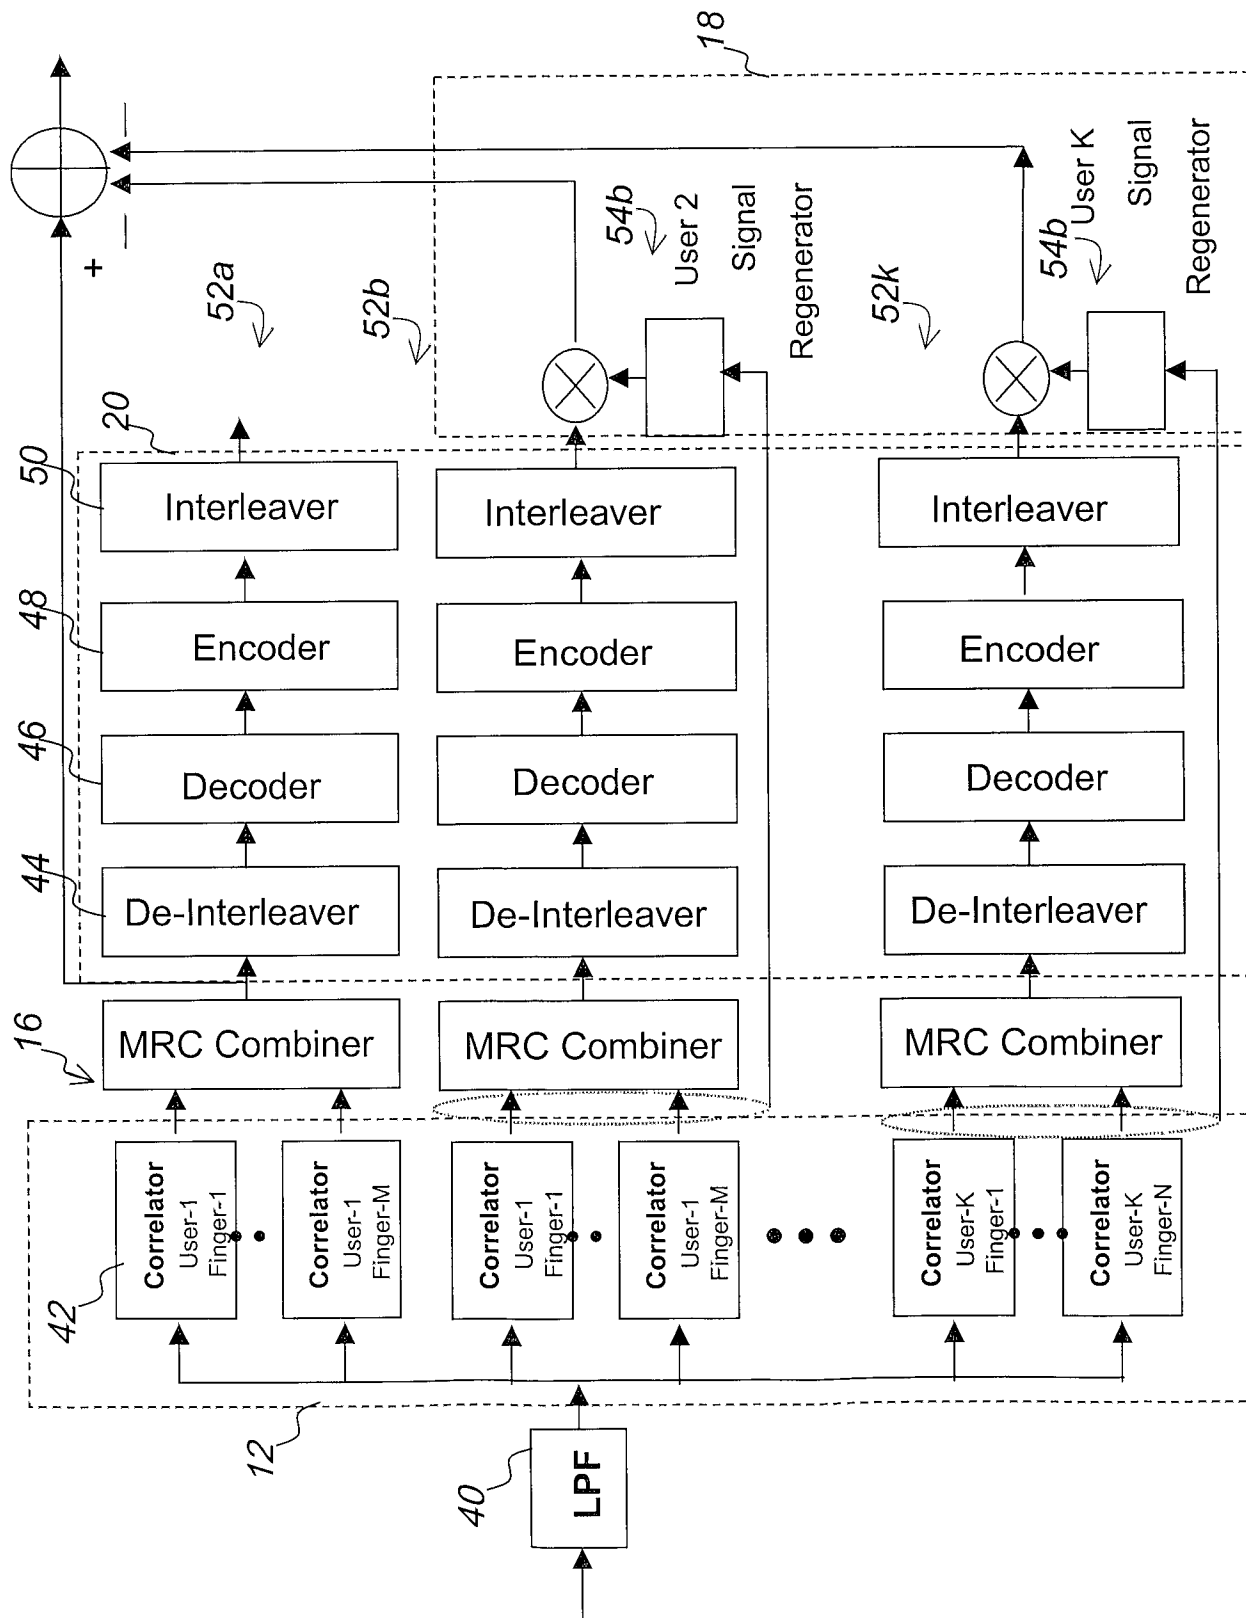 12
42
16
44
46
48
50
20
+
52a
Correlator
User-1
Finger-1
MRC Combiner
De-Interleaver
Decoder
Encoder
Interleaver
Correlator
User-1
Finger-M
52b
18
40
LPF
Correlator
User-1
Finger-1
MRC Combiner
De-Interleaver
Decoder
Encoder
Interleaver
Correlator
User-1
Finger-M
54b
User 2
Signal
Regenerator
52k
Correlator
User-K
Finger-1
MRC Combiner
De-Interleaver
Decoder
Encoder
Interleaver
Correlator
User-K
Finger-N
54b
User K
Signal
Regenerator